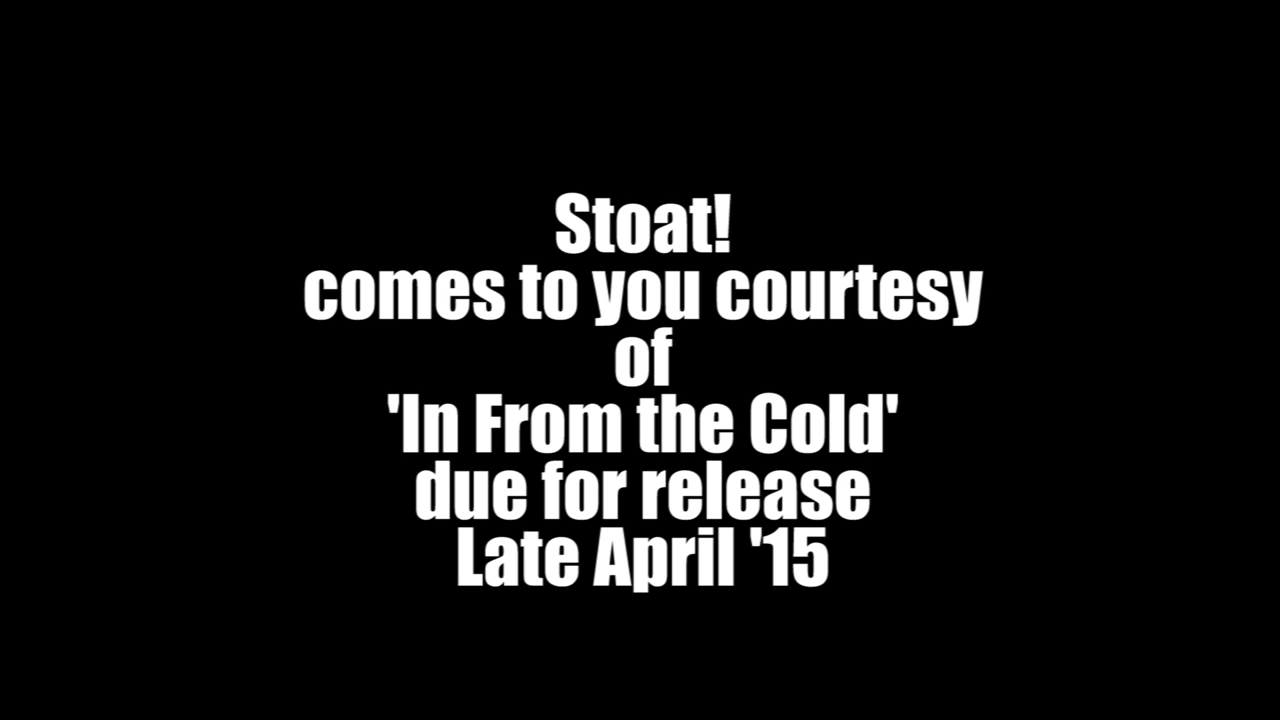 Stoat!
comes to you courtesy
of
'In From the Cold'
due for release
Late April '15